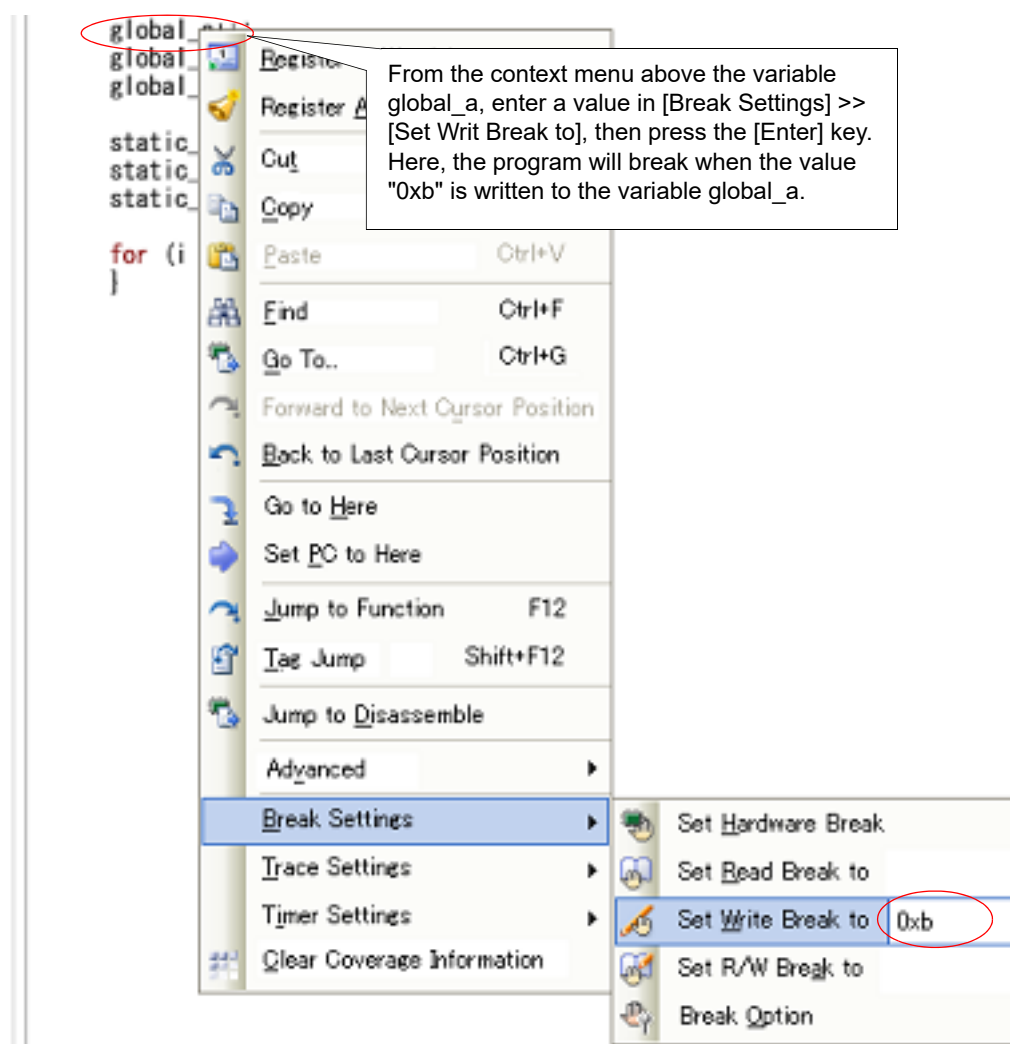 global_
global_
global_
static_
static_
static_
for (i
}
From the context menu above the variable
global_a, enter a value in [Break Settings] >>
[Set Writ Break to], then press the [Enter] key.
Here, the program will break when the value
"0xb" is written to the variable global_a.
Register
Register A
Cut
Copy
Paste Ctrl+V
Find Ctrl+F
Go To.. Ctrl+G
Forward to Next Cursor Position
Back to Last Cursor Position
Go to Here
Set PC to Here
Jump to Function F12
Tag Jump Shift+F12
Jump to Disassemble
Advanced
Break Settings
Trace Settings
Timer Settings
Clear Coverage Information
Set Hardware Break
Set Read Break to
Set Write Break to 0xb
Set R/W Break to
Break Option